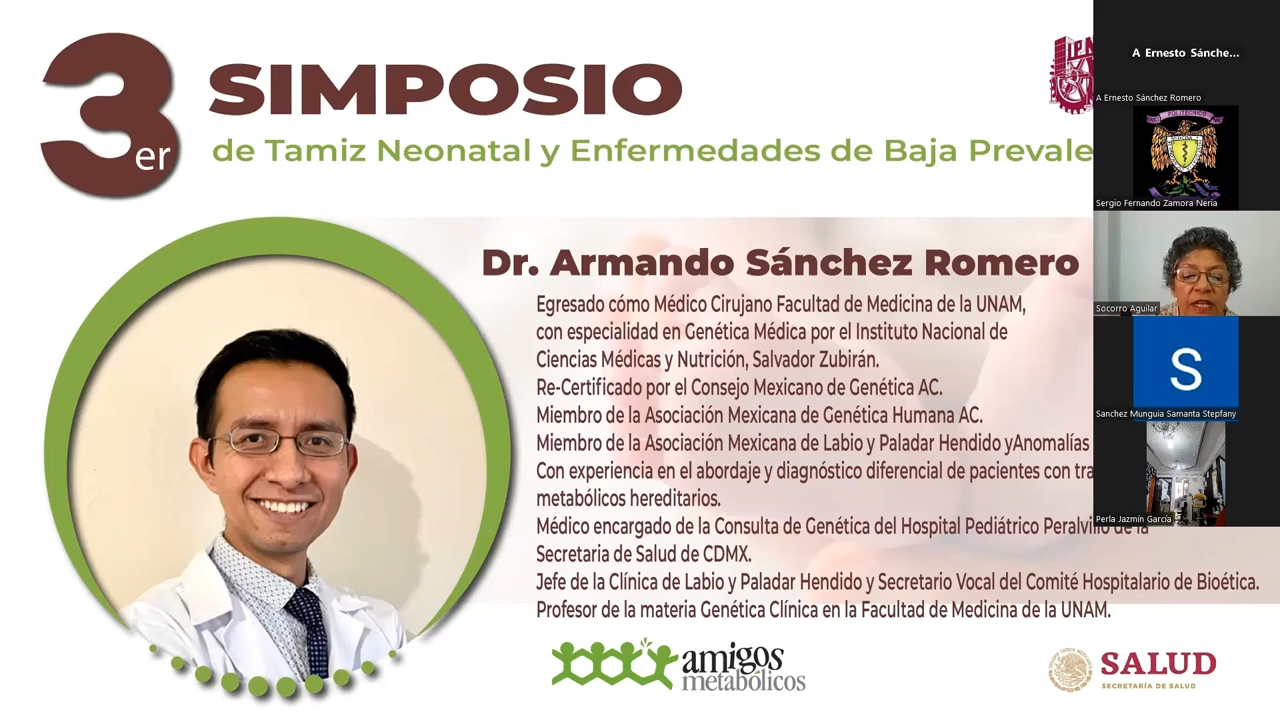 3er
SIMPOSIO
de Tamiz Neonatal y Enfermedades de Baja Prevale
IPN
Dr. Armando Sánchez Romero
Egresado cómo Médico Cirujano Facultad de Medicina de la UNAM,
con especialidad en Genética Médica por el Instituto Nacional de
Ciencias Médicas y Nutrición, Salvador Zubirán.
Re-Certificado por el Consejo Mexicano de Genética AC.
Miembro de la Asociación Mexicana de Genética Humana AC.
Miembro de la Asociación Mexicana de Labio y Paladar Hendido yAnomalías
Con experiencia en el abordaje y diagnóstico diferencial de pacientes con tra
metabólicos hereditarios.
Médico encargado de la Consulta de Genética del Hospital Pediátrico Peralvillo de la
Secretaria de Salud de CDMX.
Jefe de la Clínica de Labio y Paladar Hendido y Secretario Vocal del Comité Hospitalario de Bioética.
Profesor de la materia Genética Clínica en la Facultad de Medicina de la UNAM.
amigos
metabólicos
SALUD
SECRETARÍA DE SALUD
A Ernesto Sánche...
A Ernesto Sánchez Romero
POLITECNICO
Sergio Fernando Zamora Neria
Socorro Aguilar
S
Sanchez Munguia Samanta Stepfany
Perla Jazmín García